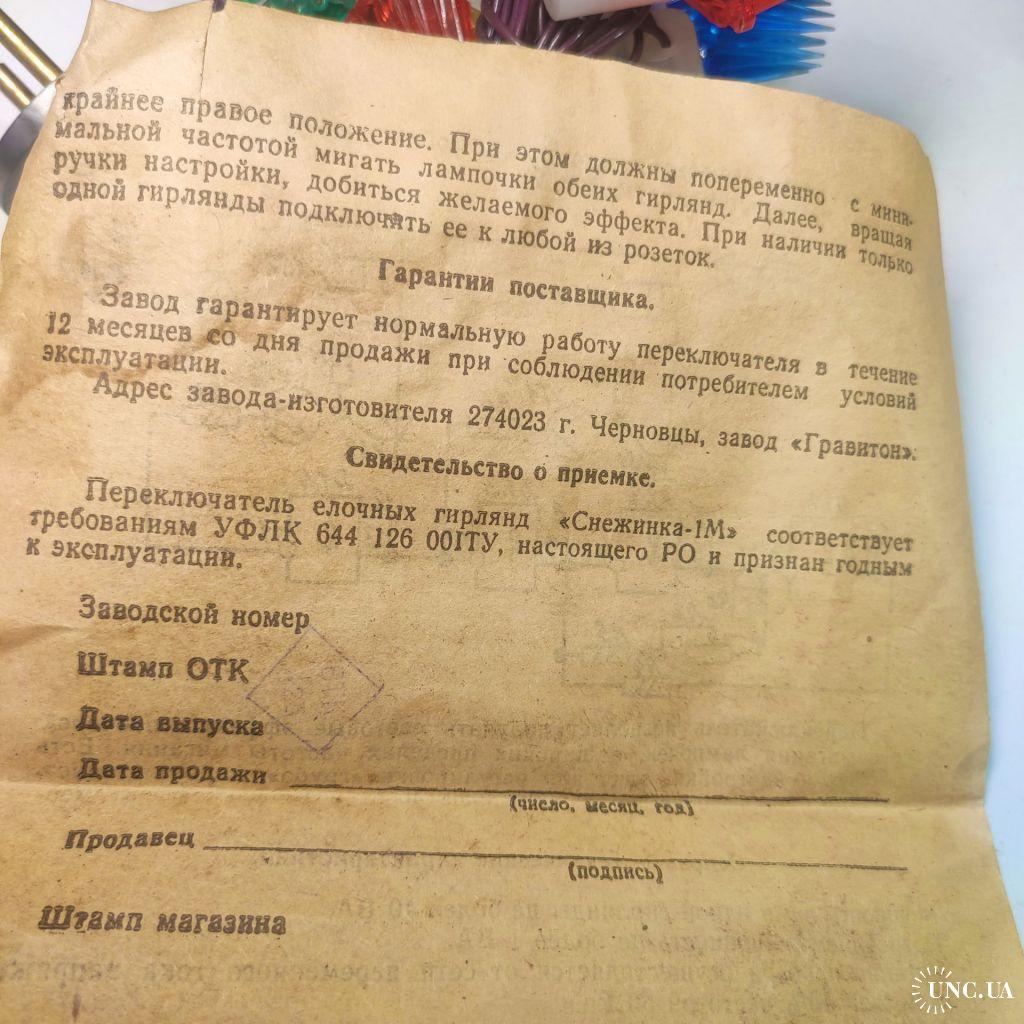 крайнее правое положение. При этом должны попеременно с мини-
мальной частотой мигать лампочки обеих гирлянд. Далее, вращая
ручки настройки, добиться желаемого эффекта. При наличии только
одной гирлянды подключать ее к любой из розеток.
Гарантии поставщика.
Завод гарантирует нормальную работу переключателя в течение
12 месяцев со дня продажи при соблюдении потребителем условий
эксплуатации.
Адрес завода-изготовителя 274023 г. Черновцы, завод «Гравитон».
Свидетельство о приемке.
Переключатель елочных гирлянд «Снежинка-1М» соответствует
требованиям УФЛК 644 126 001ТУ, настоящего РО и признан годным
к эксплуатации.
Заводской номер
Штамп ОТК
Дата выпуска
Дата продажи
(число, месяц, год)
Продавец
(подпись)
Штамп магазина
UNC.UA